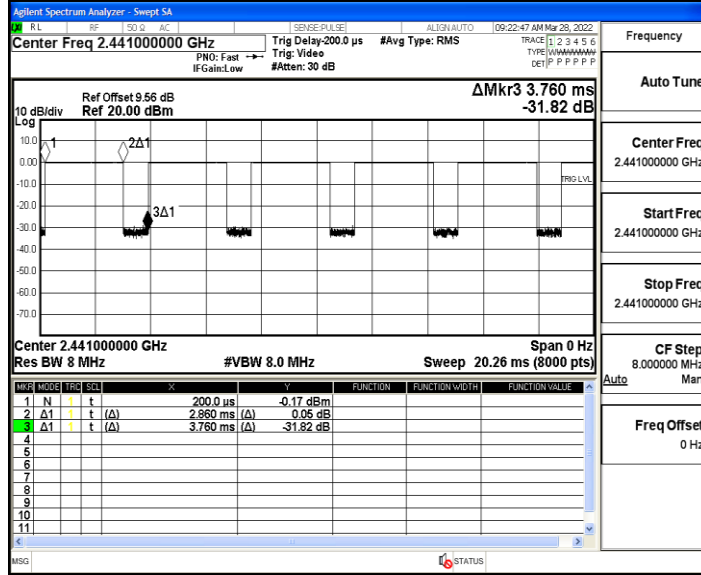 Agilent Spectrum Analyzer - Swept SA
RL RF 50 Ω AC SENSE:PULSE ALIGN AUTO 09:22:47 AM Mar 28, 2022
Center Freq 2.441000000 GHz
PNO: Fast
IFGain:Low
Trig Delay-200.0 µs
Trig: Video
#Atten: 30 dB
#Avg Type: RMS
TRACE 1 2 3 4 5 6
TYPE WWWWWW
DET P P P P P P
Frequency
Auto Tune
Center Freq
2.441000000 GHz
Start Freq
2.441000000 GHz
Stop Freq
2.441000000 GHz
CF Step
8.000000 MHz
Auto Man
Freq Offset
0 Hz
ΔMkr3 3.760 ms
-31.82 dB
Ref Offset 9.56 dB
10 dB/div Ref 20.00 dBm
Log
10.0
0.00
-10.0
-20.0
-30.0
-40.0
-50.0
-60.0
-70.0
1
2Δ1
3Δ1
TRIG LVL
Center 2.441000000 GHz Span 0 Hz
Res BW 8 MHz #VBW 8.0 MHz Sweep 20.26 ms (8000 pts)
MKR MODE TRC SCL X Y FUNCTION FUNCTION WIDTH FUNCTION VALUE
1 N 1 t 200.0 µs -0.17 dBm
2 Δ1 1 t (Δ) 2.860 ms (Δ) 0.05 dB
3 Δ1 1 t (Δ) 3.760 ms (Δ) -31.82 dB
4
5
6
7
8
9
10
11
MSG STATUS